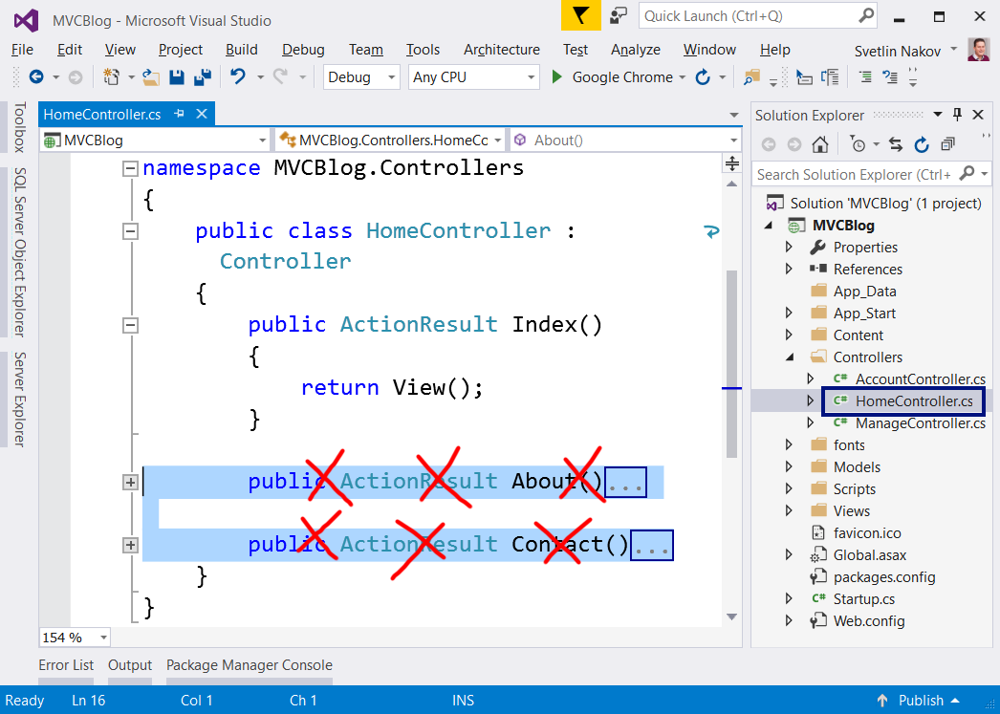 MVCBlog - Microsoft Visual Studio
Quick Launch (Ctrl+Q)
File Edit View Project Build Debug Team Tools Architecture Test Analyze Window Help Svetlin Nakov
Debug Any CPU Google Chrome
Toolbox
SQL Server Object Explorer
Server Explorer
HomeController.cs
MVCBlog MVCBlog.Controllers.HomeCo About()
namespace MVCBlog.Controllers
{
public class HomeController :
Controller
{
public ActionResult Index()
{
return View();
}
public ActionResult About()...
public ActionResult Contact()...
}
}
154 %
Solution Explorer
Search Solution Explorer (Ctrl+
Solution 'MVCBlog' (1 project)
MVCBlog
Properties
References
App_Data
App_Start
Content
Controllers
C# AccountController.cs
C# HomeController.cs
C# ManageController.cs
fonts
Models
Scripts
Views
favicon.ico
Global.asax
packages.config
C# Startup.cs
Web.config
Error List Output Package Manager Console
Ready Ln 16 Col 1 Ch 1 INS Publish